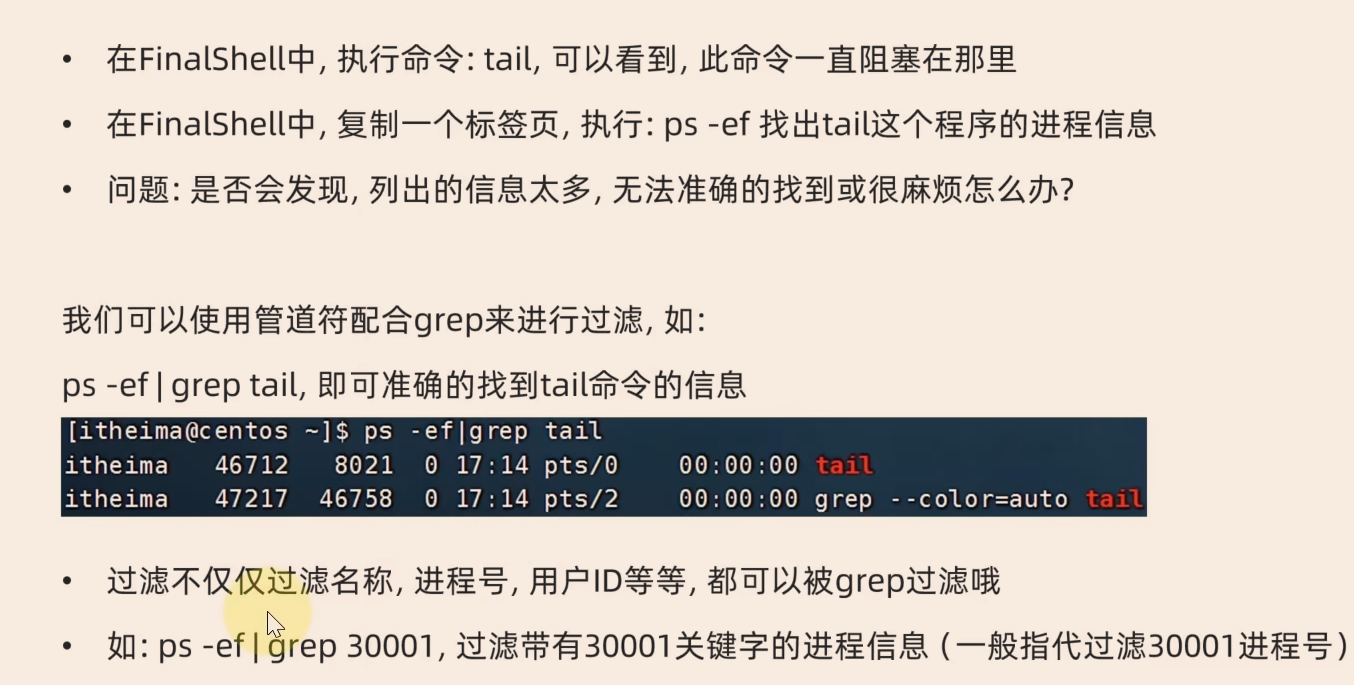 • 在FinalShell中, 执行命令: tail, 可以看到, 此命令一直阻塞在那里
• 在FinalShell中, 复制一个标签页, 执行: ps -ef 找出tail这个程序的进程信息
• 问题: 是否会发现, 列出的信息太多, 无法准确的找到或很麻烦怎么办?
我们可以使用管道符配合grep来进行过滤, 如:
ps -ef | grep tail, 即可准确的找到tail命令的信息
[itheima@centos ~]$ ps -ef|grep tail
itheima 46712 8021 0 17:14 pts/0 00:00:00 tail
itheima 47217 46758 0 17:14 pts/2 00:00:00 grep --color=auto tail
• 过滤不仅仅过滤名称, 进程号, 用户ID等等, 都可以被grep过滤哦
• 如: ps -ef | grep 30001, 过滤带有30001关键字的进程信息 (一般指代过滤30001进程号)